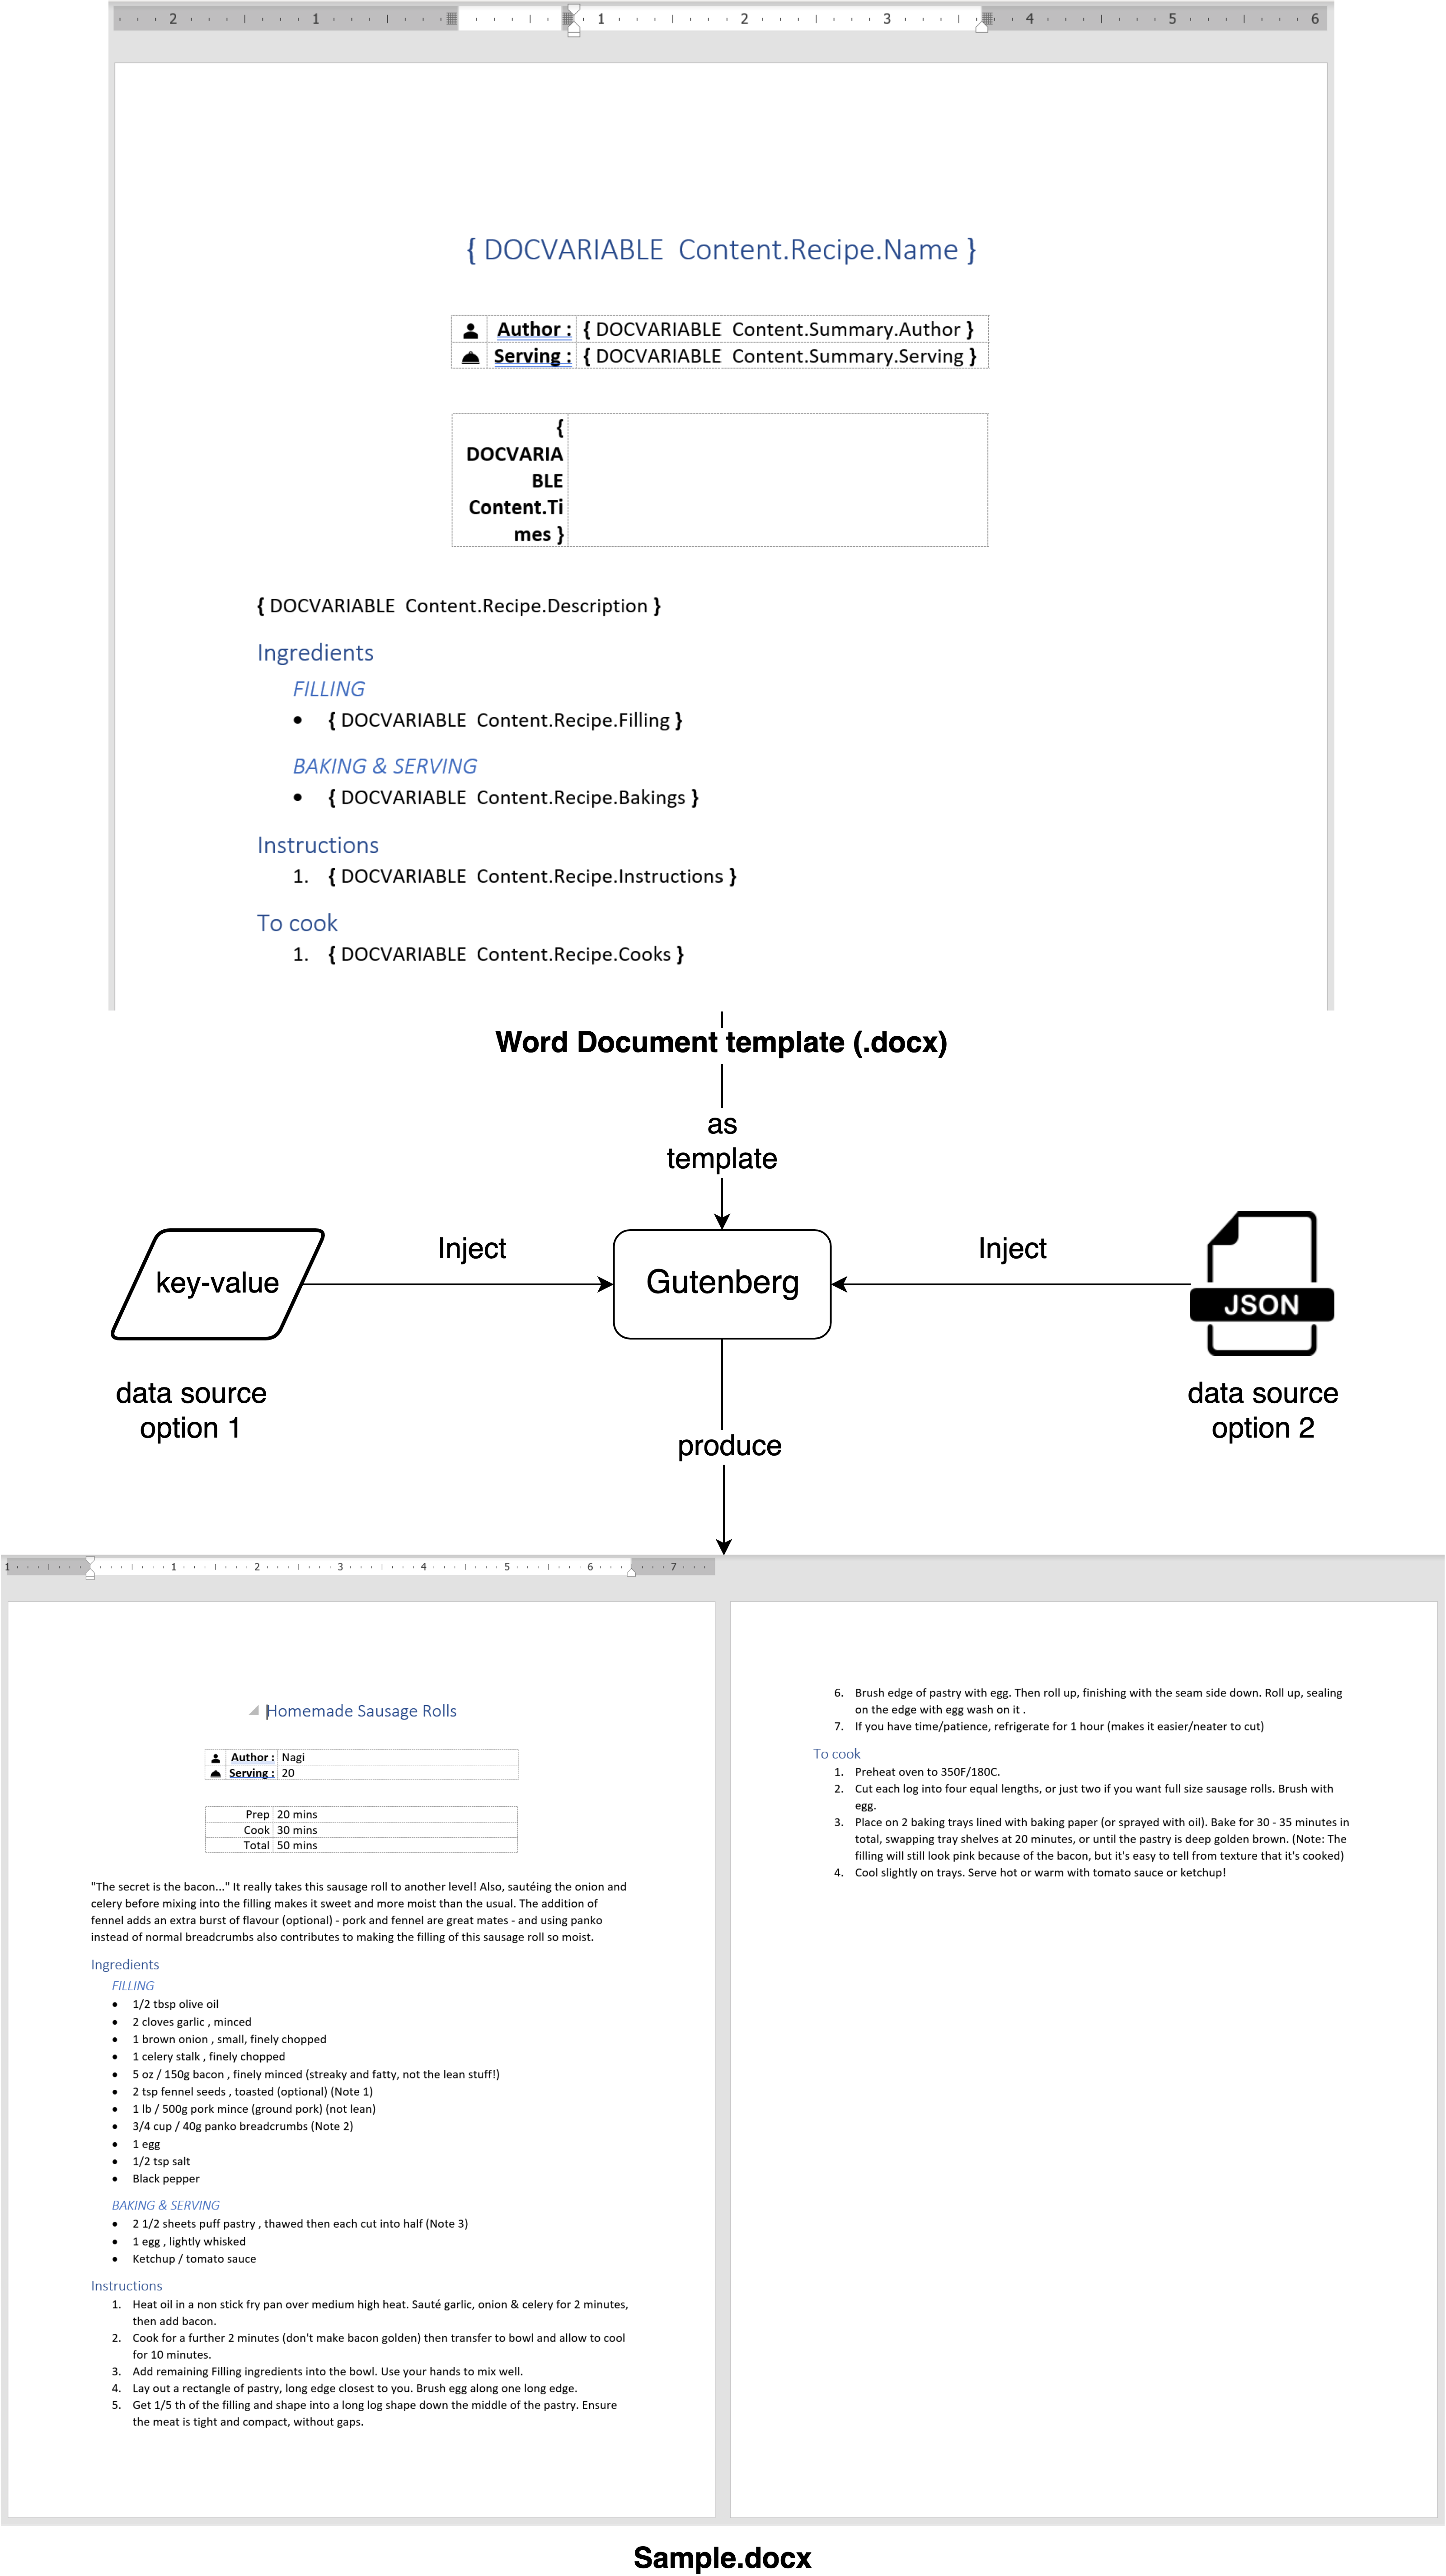 2 1 1 2 3 4 5 6
{ DOCVARIABLE Content.Recipe.Name }
Author : { DOCVARIABLE Content.Summary.Author }
Serving : { DOCVARIABLE Content.Summary.Serving }
{
DOCVARIA
BLE
Content.Ti
mes }
{ DOCVARIABLE Content.Recipe.Description }
Ingredients
FILLING
• { DOCVARIABLE Content.Recipe.Filling }
BAKING & SERVING
• { DOCVARIABLE Content.Recipe.Bakings }
Instructions
1. { DOCVARIABLE Content.Recipe.Instructions }
To cook
1. { DOCVARIABLE Content.Recipe.Cooks }
Word Document template (.docx)
as
template
key-value
Inject
Gutenberg
Inject
JSON
data source
option 1
data source
option 2
produce
1 1 2 3 4 5 6 7
Homemade Sausage Rolls
Author : Nagi
Serving : 20
Prep 20 mins
Cook 30 mins
Total 50 mins
"The secret is the bacon..." It really takes this sausage roll to another level! Also, sautéing the onion and
celery before mixing into the filling makes it sweet and more moist than the usual. The addition of
fennel adds an extra burst of flavour (optional) - pork and fennel are great mates - and using panko
instead of normal breadcrumbs also contributes to making the filling of this sausage roll so moist.
Ingredients
FILLING
• 1/2 tbsp olive oil
• 2 cloves garlic , minced
• 1 brown onion , small, finely chopped
• 1 celery stalk , finely chopped
• 5 oz / 150g bacon , finely minced (streaky and fatty, not the lean stuff!)
• 2 tsp fennel seeds , toasted (optional) (Note 1)
• 1 lb / 500g pork mince (ground pork) (not lean)
• 3/4 cup / 40g panko breadcrumbs (Note 2)
• 1 egg
• 1/2 tsp salt
• Black pepper
BAKING & SERVING
• 2 1/2 sheets puff pastry , thawed then each cut into half (Note 3)
• 1 egg , lightly whisked
• Ketchup / tomato sauce
Instructions
1. Heat oil in a non stick fry pan over medium high heat. Sauté garlic, onion & celery for 2 minutes,
then add bacon.
2. Cook for a further 2 minutes (don't make bacon golden) then transfer to bowl and allow to cool
for 10 minutes.
3. Add remaining Filling ingredients into the bowl. Use your hands to mix well.
4. Lay out a rectangle of pastry, long edge closest to you. Brush egg along one long edge.
5. Get 1/5 th of the filling and shape into a long log shape down the middle of the pastry. Ensure
the meat is tight and compact, without gaps.
6. Brush edge of pastry with egg. Then roll up, finishing with the seam side down. Roll up, sealing
on the edge with egg wash on it .
7. If you have time/patience, refrigerate for 1 hour (makes it easier/neater to cut)
To cook
1. Preheat oven to 350F/180C.
2. Cut each log into four equal lengths, or just two if you want full size sausage rolls. Brush with
egg.
3. Place on 2 baking trays lined with baking paper (or sprayed with oil). Bake for 30 - 35 minutes in
total, swapping tray shelves at 20 minutes, or until the pastry is deep golden brown. (Note: The
filling will still look pink because of the bacon, but it's easy to tell from texture that it's cooked)
4. Cool slightly on trays. Serve hot or warm with tomato sauce or ketchup!
Sample.docx